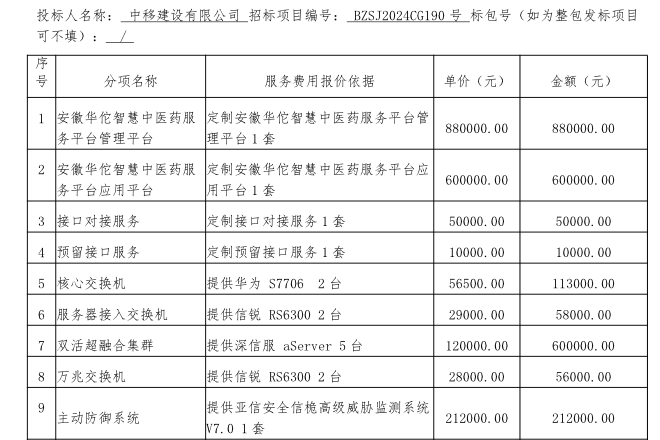 投标人名称： 中移建设有限公司 招标项目编号： BZSJ2024CG190 号 标包号（如为整包发标项目
可不填）： /
序号 分项名称 服务费用报价依据 单价（元） 金额（元）
1 安徽华佗智慧中医药服务平台管理平台 定制安徽华佗智慧中医药服务平台管理平台 1 套 880000.00 880000.00
2 安徽华佗智慧中医药服务平台应用平台 定制安徽华佗智慧中医药服务平台应用平台 1 套 600000.00 600000.00
3 接口对接服务 定制接口对接服务 1 套 50000.00 50000.00
4 预留接口服务 定制预留接口服务 1 套 10000.00 10000.00
5 核心交换机 提供华为 S7706 2 台 56500.00 113000.00
6 服务器接入交换机 提供信锐 RS6300 2 台 29000.00 58000.00
7 双活超融合集群 提供深信服 aServer 5 台 120000.00 600000.00
8 万兆交换机 提供信锐 RS6300 2 台 28000.00 56000.00
9 主动防御系统 提供亚信安全信桅高级威胁监测系统 V7.0 1 套 212000.00 212000.00